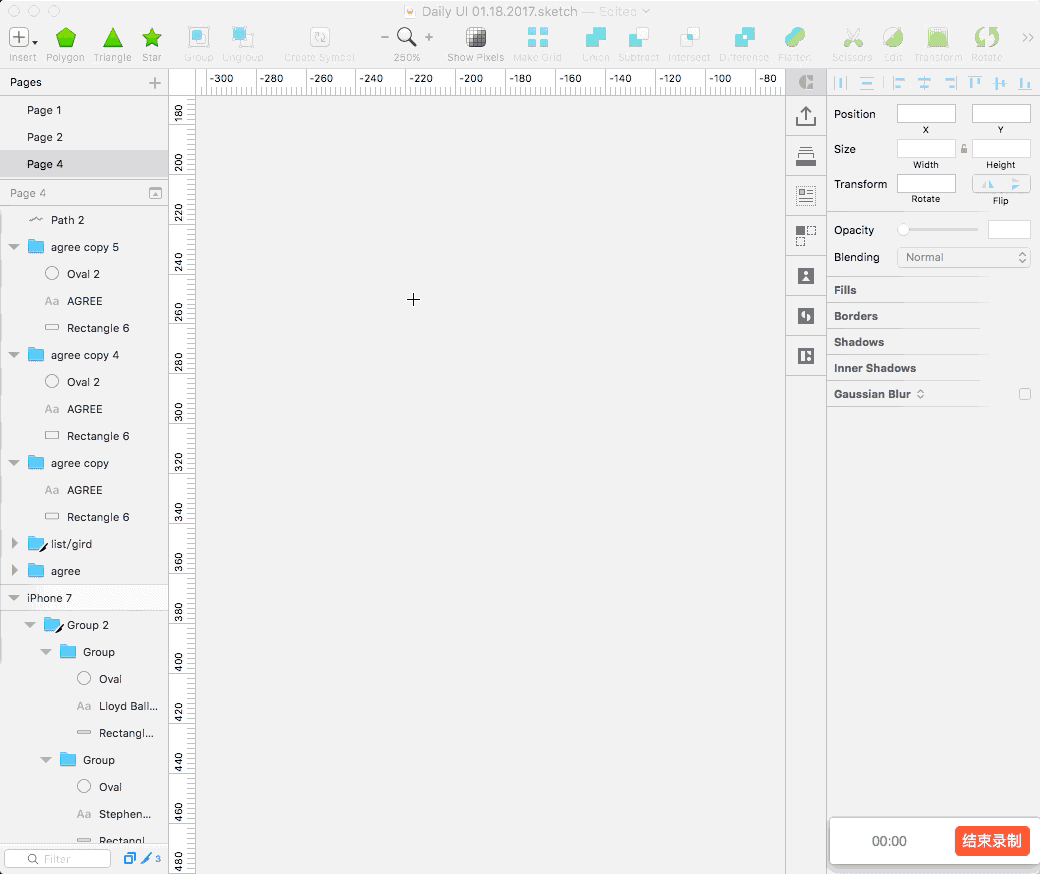 Daily UI 01.18.2017.sketch — Edited
Insert Polygon Triangle Star Group Ungroup Create Symbol 250% Show Pixels Make Grid Union Subtract Intersect Difference Flatten Scissors Edit Transform Rotate
Pages
Page 1
Page 2
Page 4
Page 4
Path 2
agree copy 5
Oval 2
Aa AGREE
Rectangle 6
agree copy 4
Oval 2
Aa AGREE
Rectangle 6
agree copy
Aa AGREE
Rectangle 6
list/gird
agree
iPhone 7
Group 2
Group
Oval
Aa Lloyd Ball...
Rectangl...
Group
Oval
Aa Stephen...
Rectangl
Filter
3
-300 -280 -260 -240 -220 -200 -180 -160 -140 -120 -100 -80
180
200
220
240
260
280
300
320
340
360
380
400
420
440
460
480
Position
X Y
Size
Width Height
Transform
Rotate Flip
Opacity
Blending Normal
Fills
Borders
Shadows
Inner Shadows
Gaussian Blur
00:00 结束录制